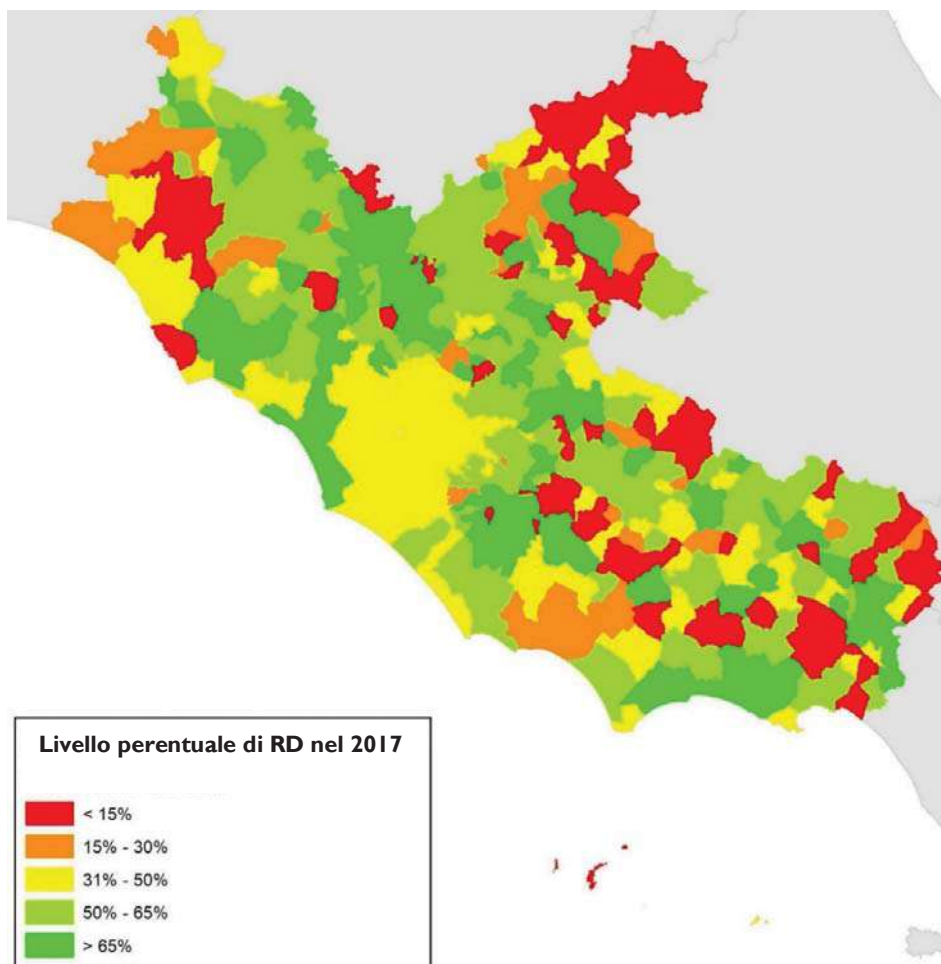 Livello perentuale di RD nel 2017
< 15%
15% - 30%
31% - 50%
50% - 65%
> 65%